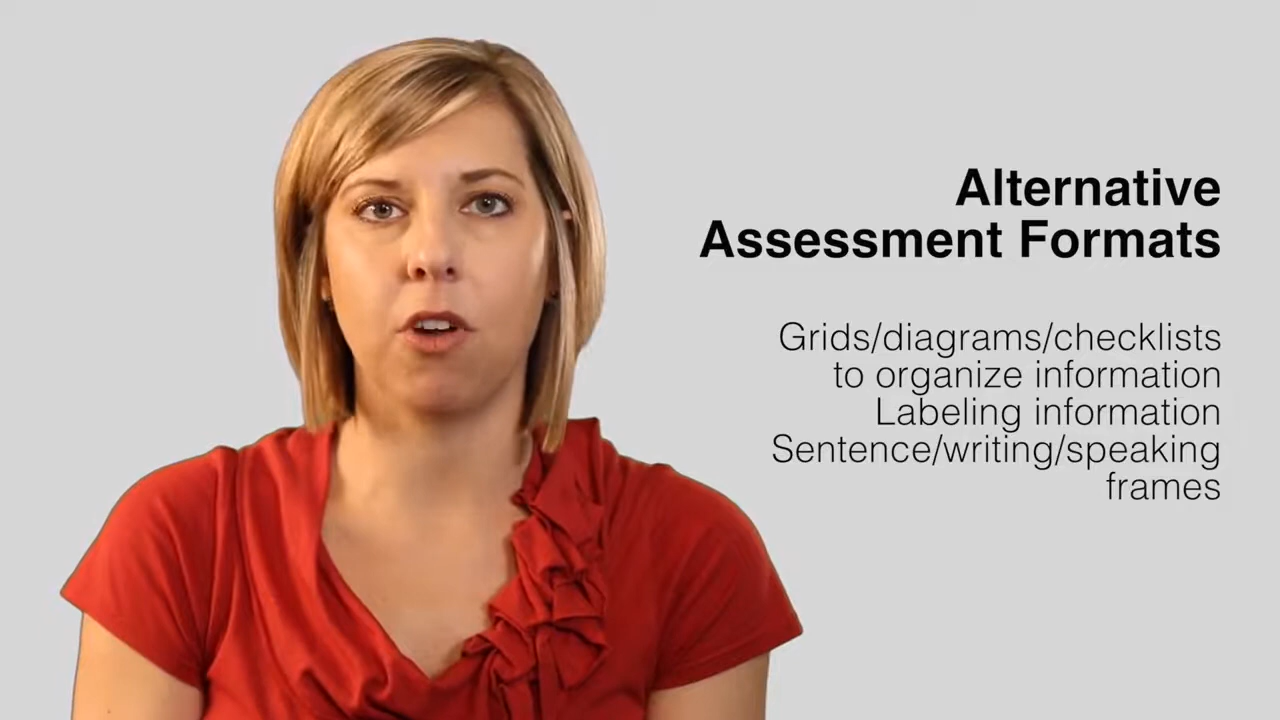 Alternative
Assessment Formats
Grids/diagrams/checklists
to organize information
Labeling information
Sentence/writing/speaking
frames